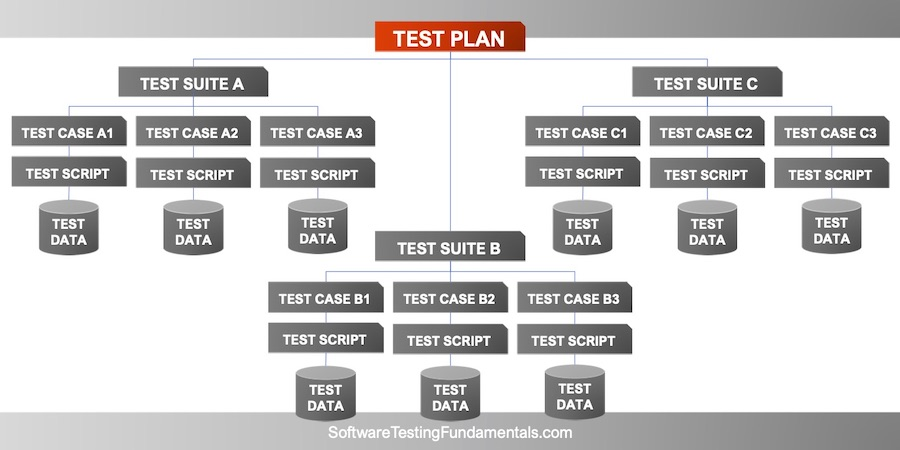 TEST PLAN
TEST SUITE A
TEST SUITE C
TEST CASE A1
TEST CASE A2
TEST CASE A3
TEST CASE C1
TEST CASE C2
TEST CASE C3
TEST SCRIPT
TEST SCRIPT
TEST SCRIPT
TEST SCRIPT
TEST SCRIPT
TEST SCRIPT
TEST
DATA
TEST
DATA
TEST
DATA
TEST
DATA
TEST
DATA
TEST
DATA
TEST SUITE B
TEST CASE B1
TEST CASE B2
TEST CASE B3
TEST SCRIPT
TEST SCRIPT
TEST SCRIPT
TEST
DATA
TEST
DATA
TEST
DATA
SoftwareTestingFundamentals.com